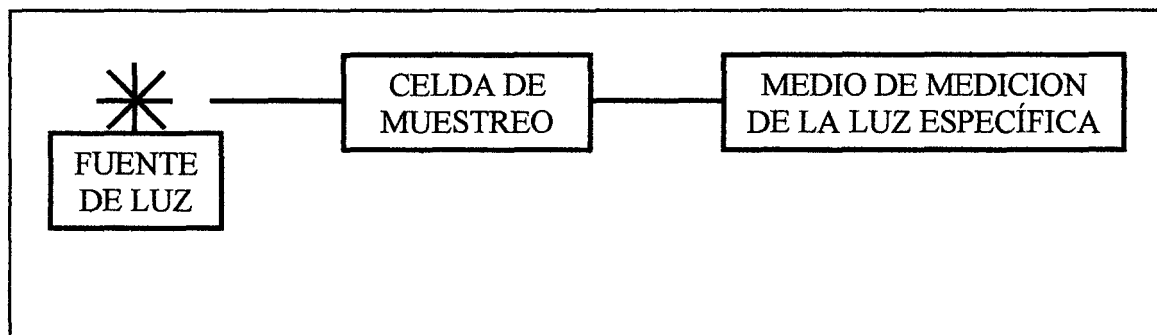 FUENTE
DE LUZ
CELDA DE
MUESTREO
MEDIO DE MEDICION
DE LA LUZ ESPECÍFICA